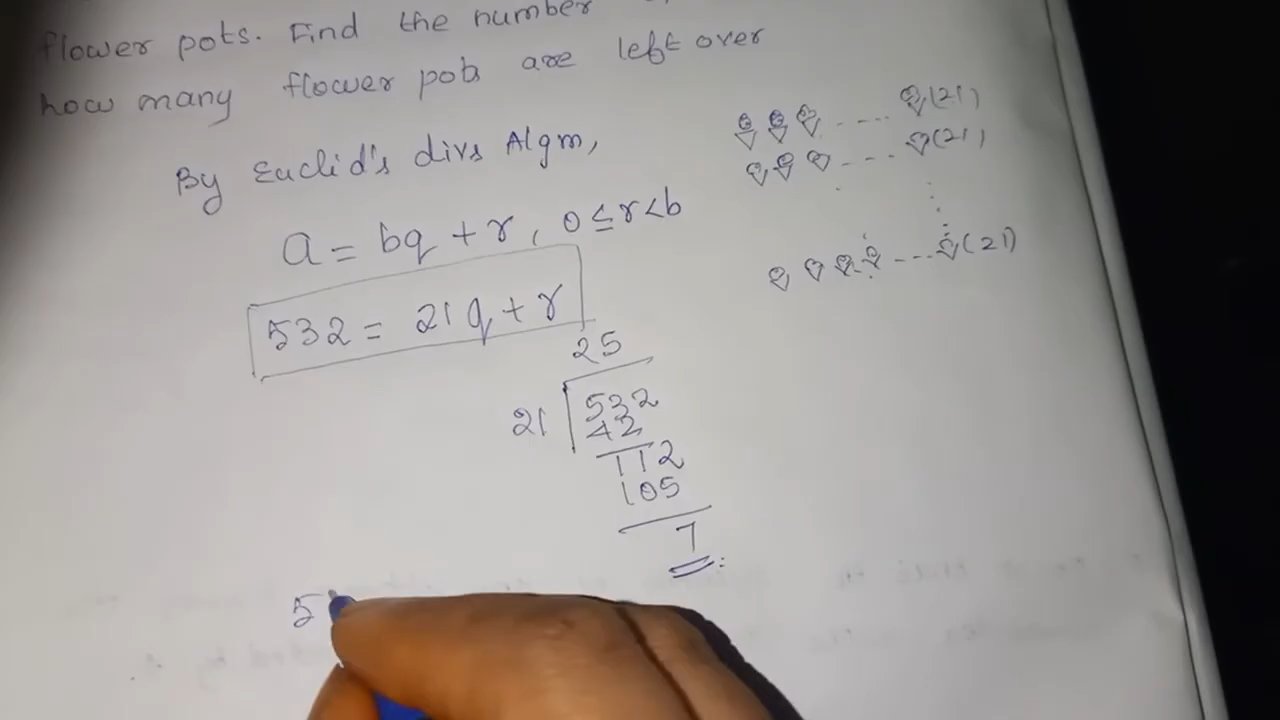 flower pots. Find the number
how many flower pots are left over
By Euclid's divs Algm,
a = bq + r, 0 ≤ r < b
532 = 21q + r
25
21 532
42
112
105
7
5
----(21)
---(21)
---(21)